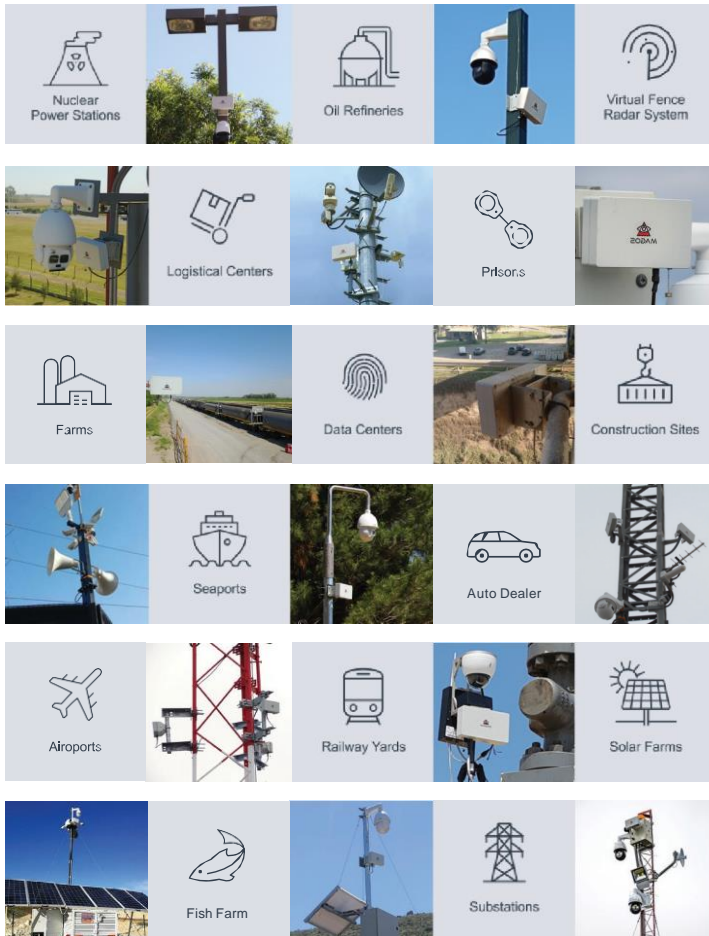 Nuclear
Power Stations
Oil Refineries
Virtual Fence
Radar System
Logistical Centers
Prisons
MAGOS
Farms
Data Centers
Construction Sites
Seaports
Auto Dealer
Airoports
Railway Yards
Solar Farms
Fish Farm
Substations